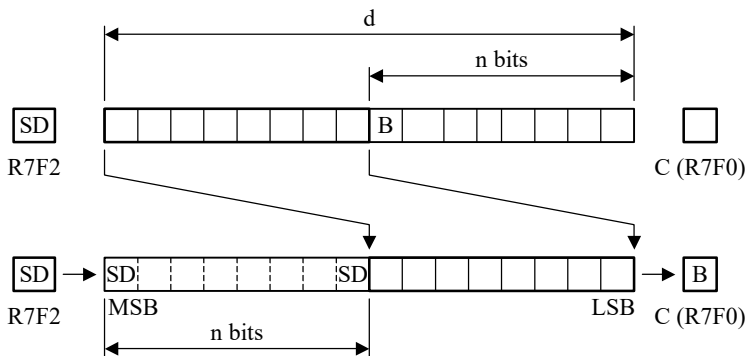 d
n bits
SD B
R7F2 C (R7F0)
SD SD SD B
R7F2 MSB LSB C (R7F0)
n bits